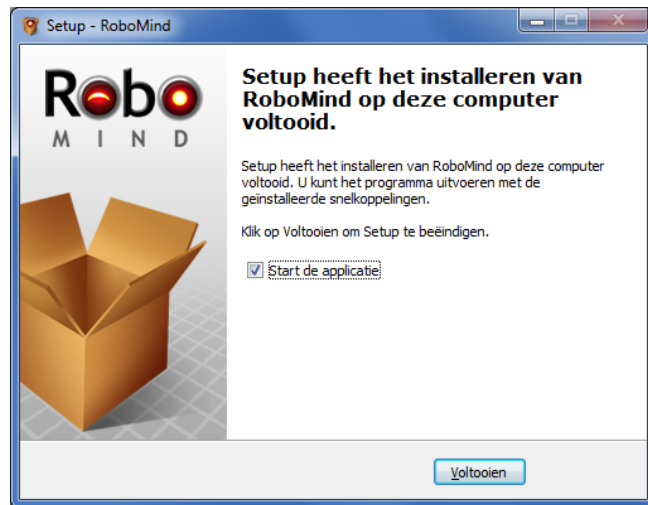 Setup - RoboMind
Robo
MIND
Setup heeft het installeren van
RoboMind op deze computer
voltooid.
Setup heeft het installeren van RoboMind op deze computer
voltooid. U kunt het programma uitvoeren met de
geïnstalleerde snelkoppelingen.
Klik op Voltooien om Setup te beëindigen.
Start de applicatie
Voltooien